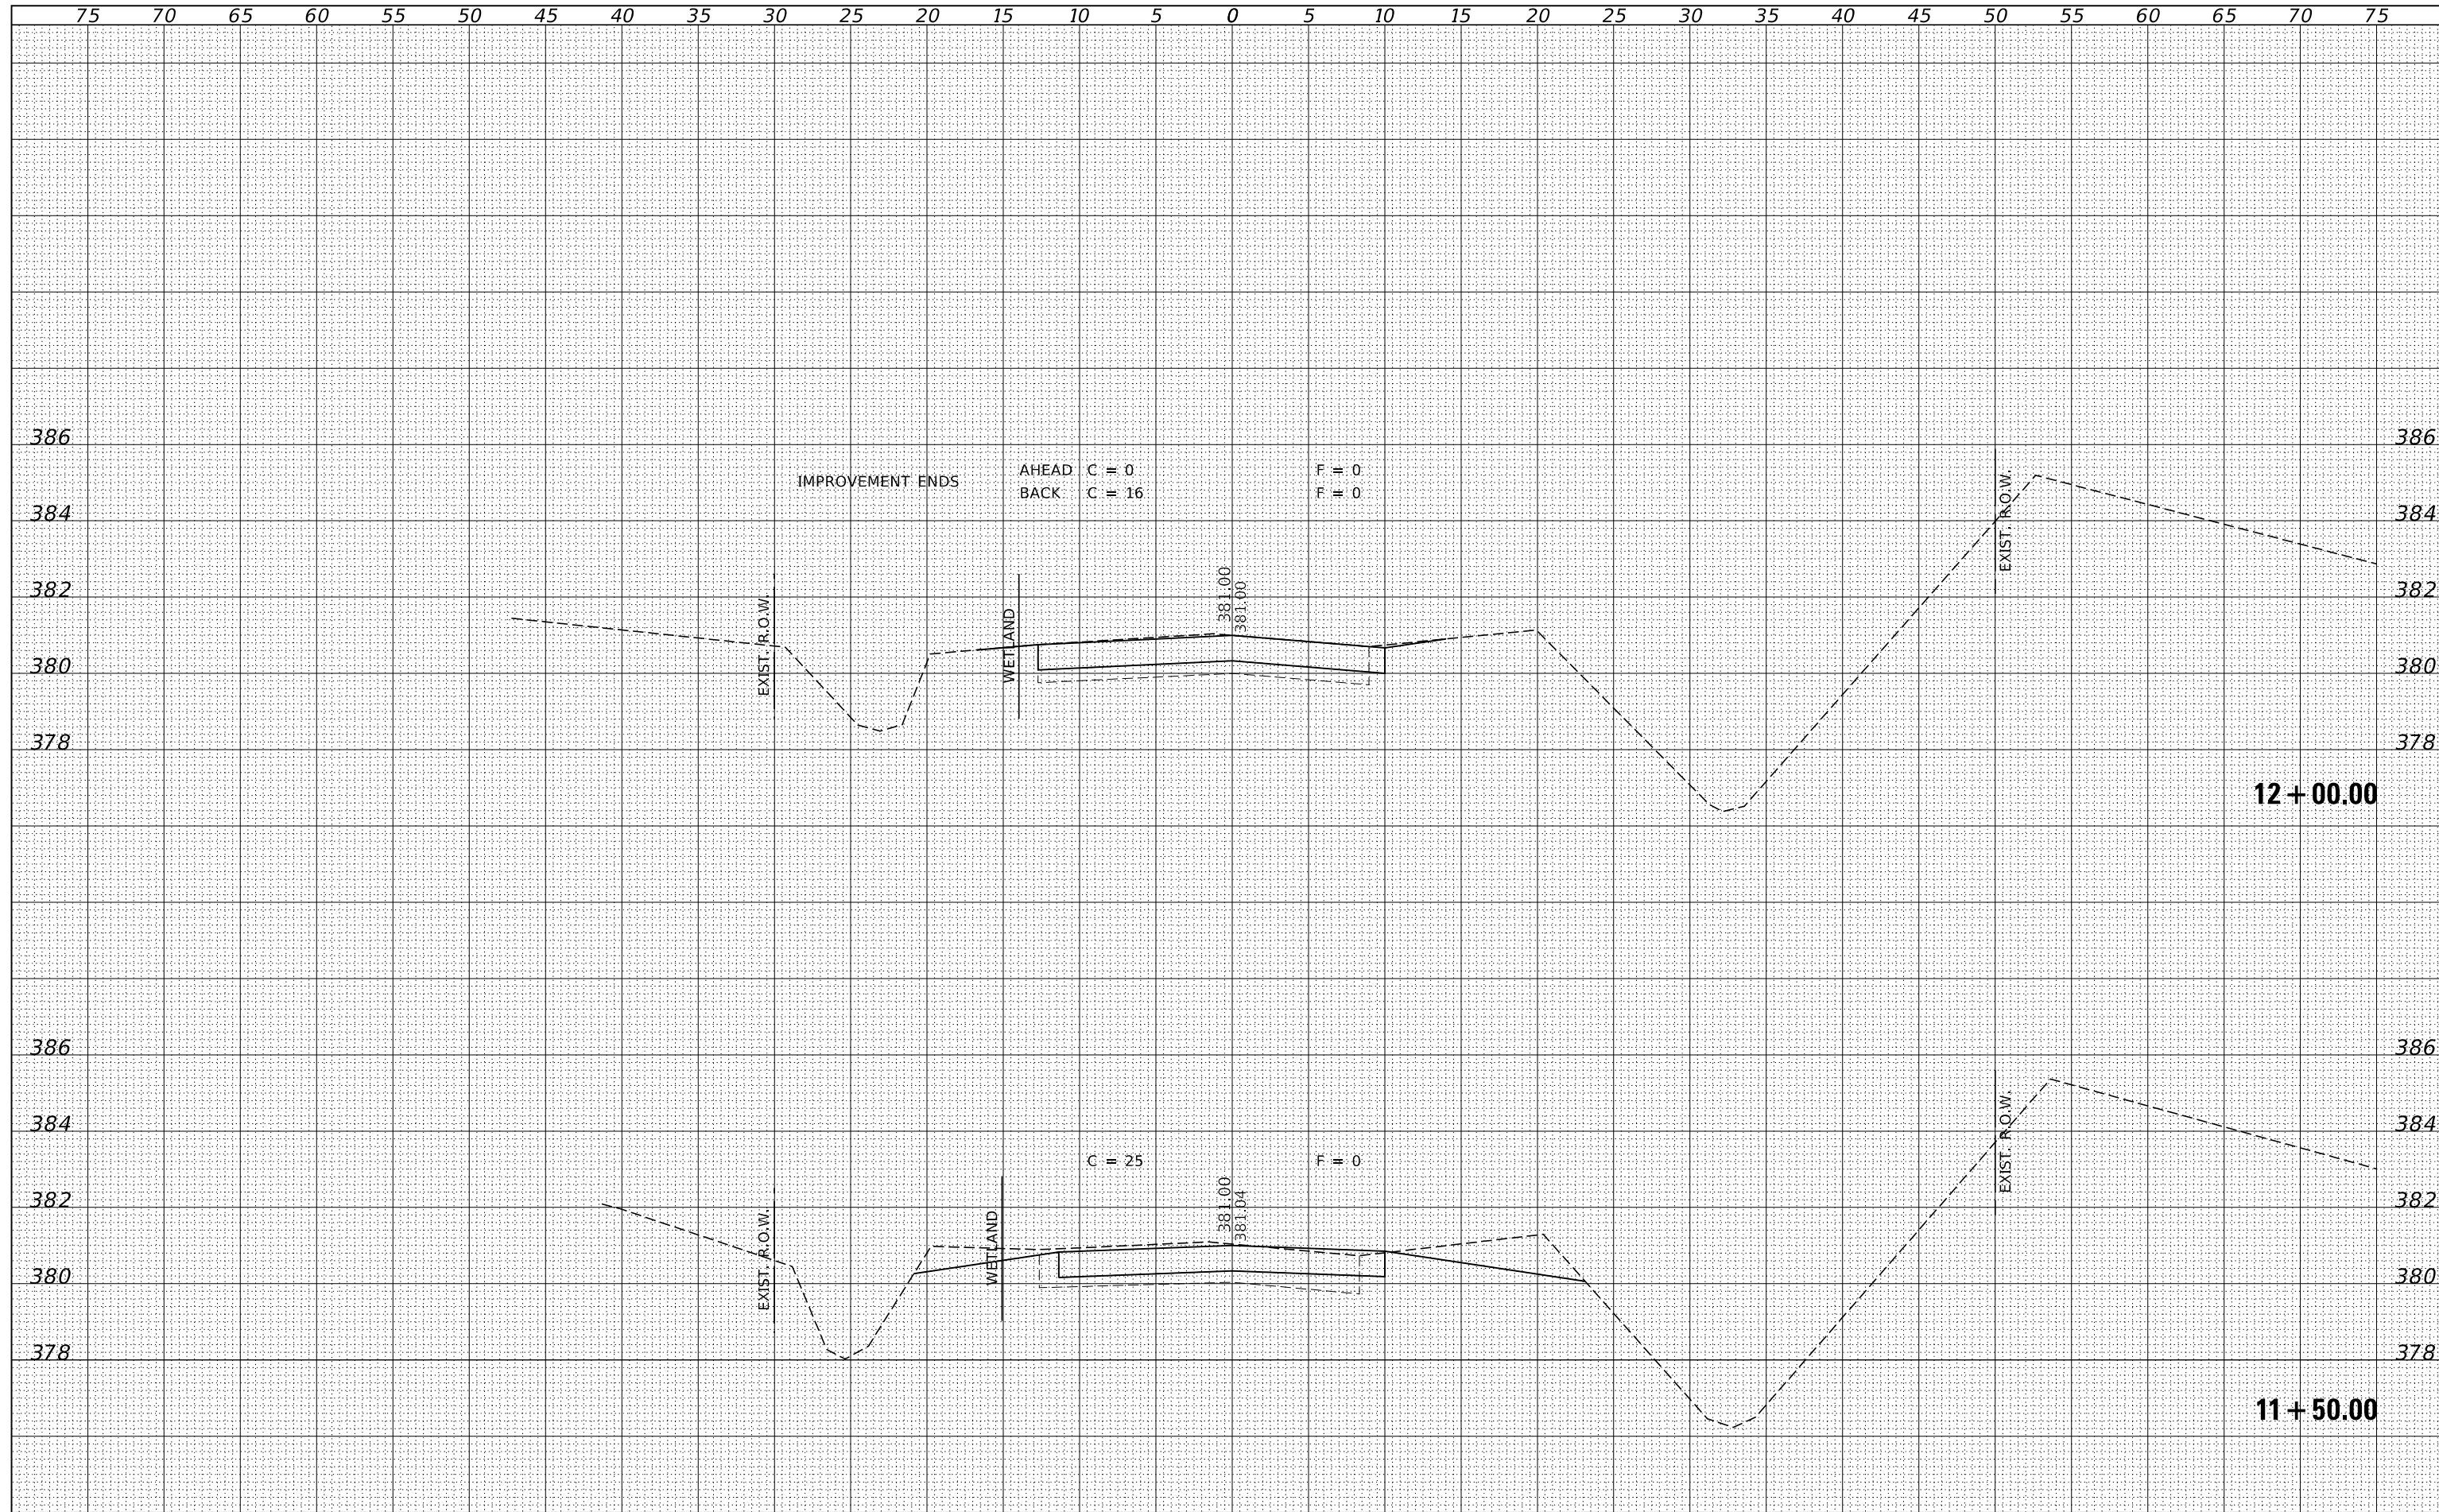 75 70 65 60 55 50 45 40 35 30 25 20 15 10 5 0 5 10 15 20 25 30 35 40 45 50 55 60 65 70 75
386 386
AHEAD C = 0 F = 0
IMPROVEMENT ENDS
BACK C = 16 F = 0
EXIST. R.O.W.
384 384
382 382
381.00
381.00
EXIST. R.O.W.
WETLAND
380 380
378 378
12+00.00
386 386
384 384
EXIST. R.O.W.
C = 25 F = 0
382 382
381.00
381.04
EXIST. R.O.W.
WETLAND
380 380
378 378
11+50.00